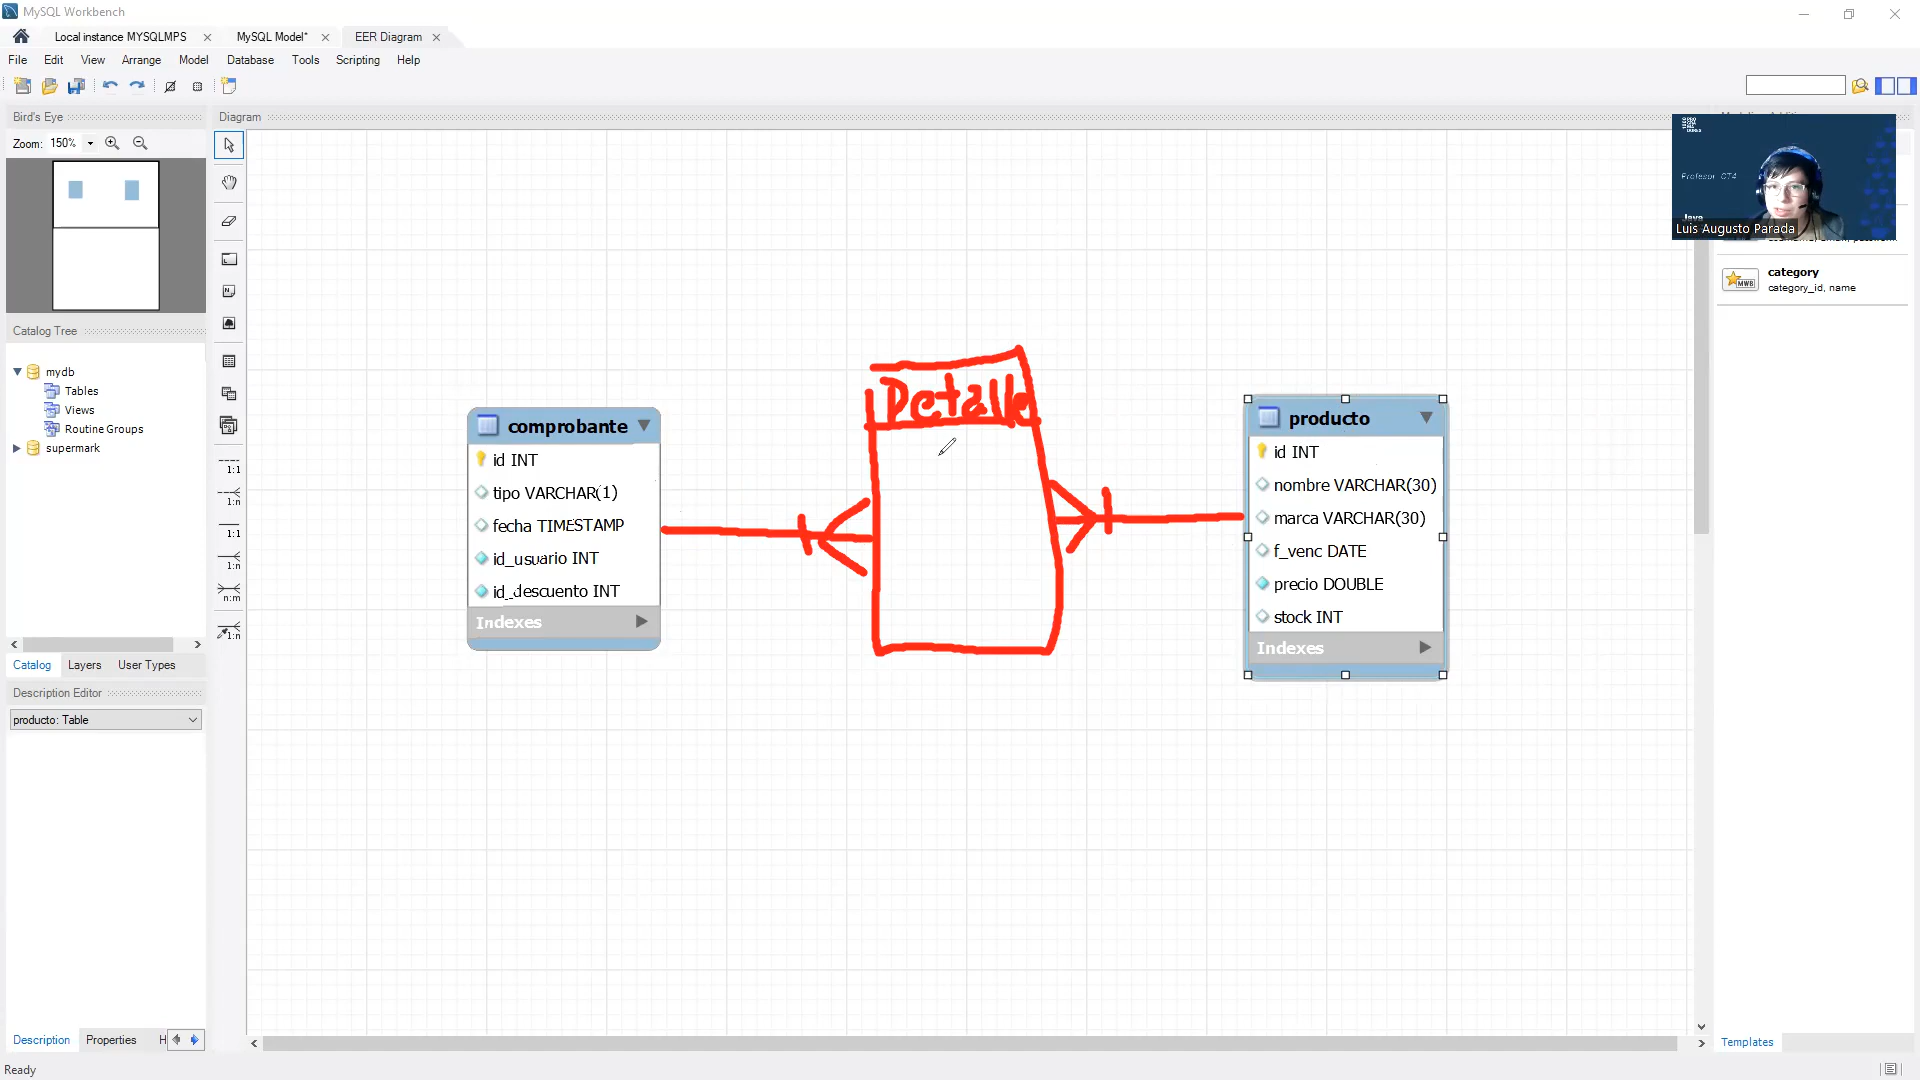 MySQL Workbench
Local instance MYSQLMPS
MySQL Model*
EER Diagram
File Edit View Arrange Model Database Tools Scripting Help
Bird's Eye
Diagram
Zoom: 150%
Catalog Tree
mydb
Tables
Views
Routine Groups
supermark
Catalog Layers User Types
Description Editor
producto: Table
Description Properties H
Ready
1:1
1:n
1:1
1:n
n:m
1:n
comprobante
id INT
tipo VARCHAR(1)
fecha TIMESTAMP
id_usuario INT
id_descuento INT
Indexes
Detalle
producto
id INT
nombre VARCHAR(30)
marca VARCHAR(30)
f_venc DATE
precio DOUBLE
stock INT
Indexes
Profesor CT4
Java
Luis Augusto Parada
MWB
category
category_id, name
Templates